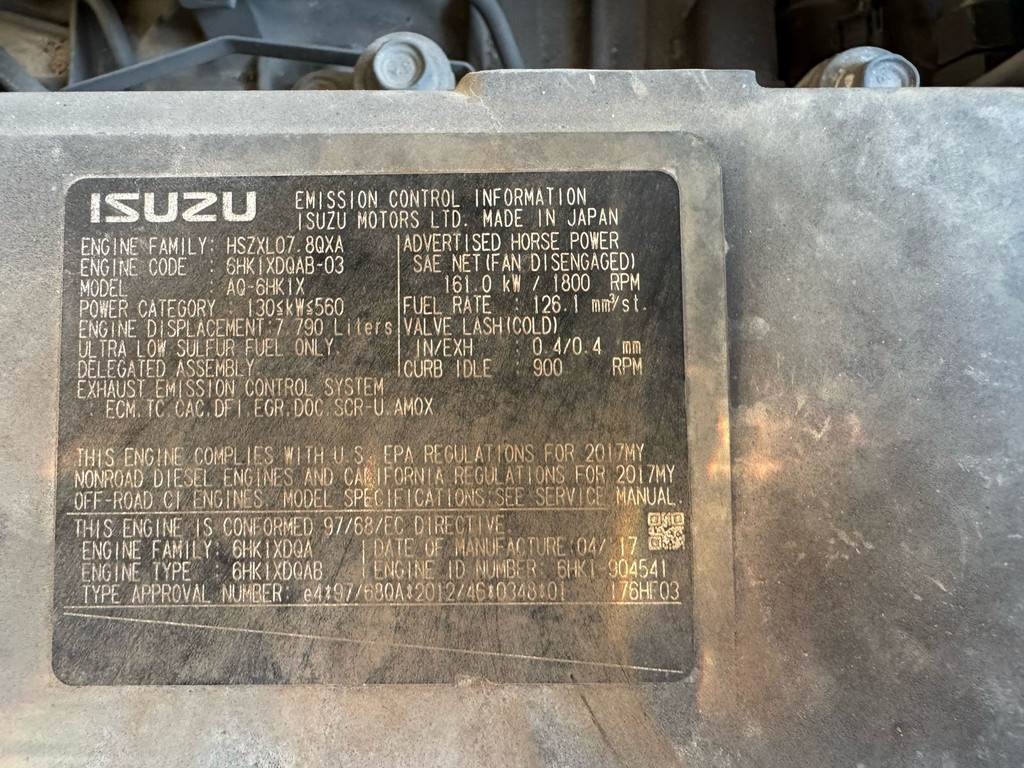 ISUZU EMISSION CONTROL INFORMATION
ISUZU MOTORS LTD. MADE IN JAPAN
ENGINE FAMILY: HSZXL07.8QXA
ENGINE CODE : 6HK1XDQAB-03
MODEL : AQ-6HK1X
POWER CATEGORY : 130≤kW≤560
ENGINE DISPLACEMENT:7.790 Liters
ULTRA LOW SULFUR FUEL ONLY.
DELEGATED ASSEMBLY
ADVERTISED HORSE POWER
SAE NET(FAN DISENGAGED)
161.0 kW / 1800 RPM
FUEL RATE : 126.1 mm³/st.
VALVE LASH(COLD)
IN/EXH : 0.4/0.4 mm
CURB IDLE : 900 RPM
EXHAUST EMISSION CONTROL SYSTEM
: ECM.TC.CAC.DFI.EGR.DOC.SCR-U.AMOX
THIS ENGINE COMPLIES WITH U.S. EPA REGULATIONS FOR 2017MY
NONROAD DIESEL ENGINES AND CALIFORNIA REGULATIONS FOR 2017MY
OFF-ROAD CI ENGINES. MODEL SPECIFICATIONS:SEE SERVICE MANUAL.
THIS ENGINE IS CONFORMED 97/68/EC DIRECTIVE
ENGINE FAMILY: 6HK1XDQA
ENGINE TYPE : 6HK1XDQAB
DATE OF MANUFACTURE:04/'17
ENGINE ID NUMBER: 6HK1-904541
TYPE APPROVAL NUMBER: e4*97/68QA*2012/46*0348*01 176HF03